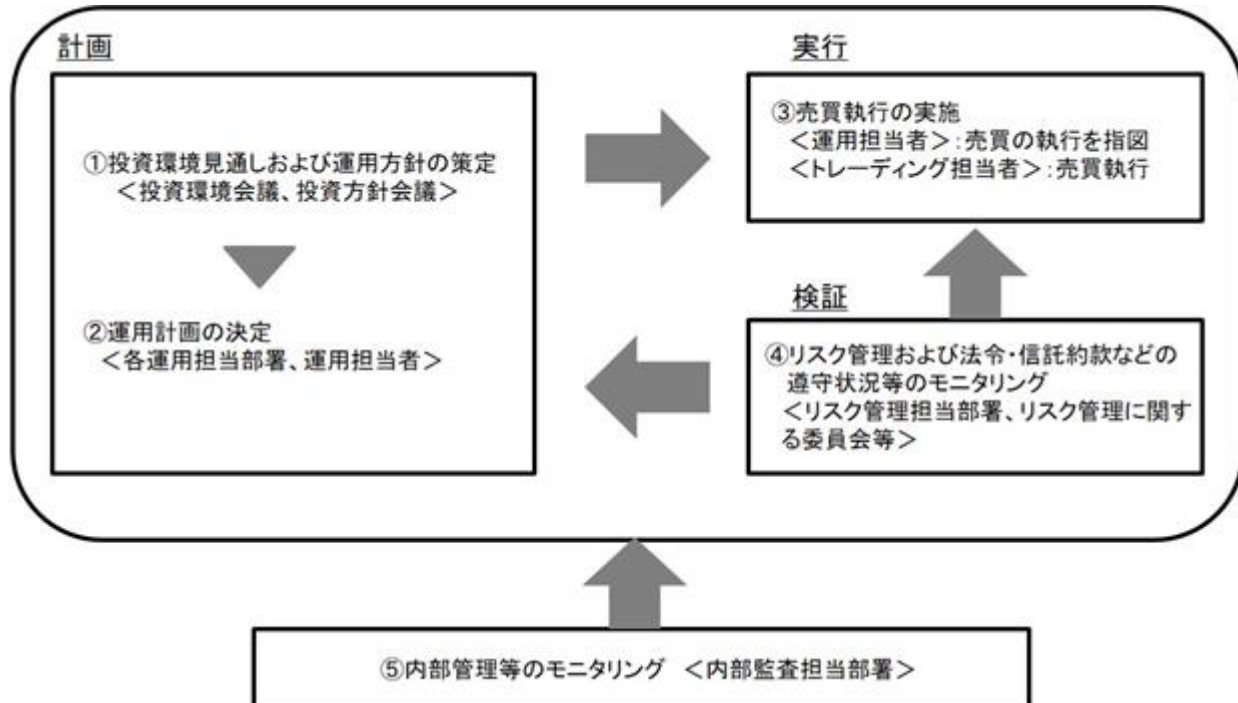 計画
①投資環境見通しおよび運用方針の策定
＜投資環境会議、投資方針会議＞
②運用計画の決定
＜各運用担当部署、運用担当者＞
実行
③売買執行の実施
＜運用担当者＞:売買の執行を指図
＜トレーディング担当者＞:売買執行
検証
④リスク管理および法令・信託約款などの
遵守状況等のモニタリング
＜リスク管理担当部署、リスク管理に関す
る委員会等＞
⑤内部管理等のモニタリング ＜内部監査担当部署＞